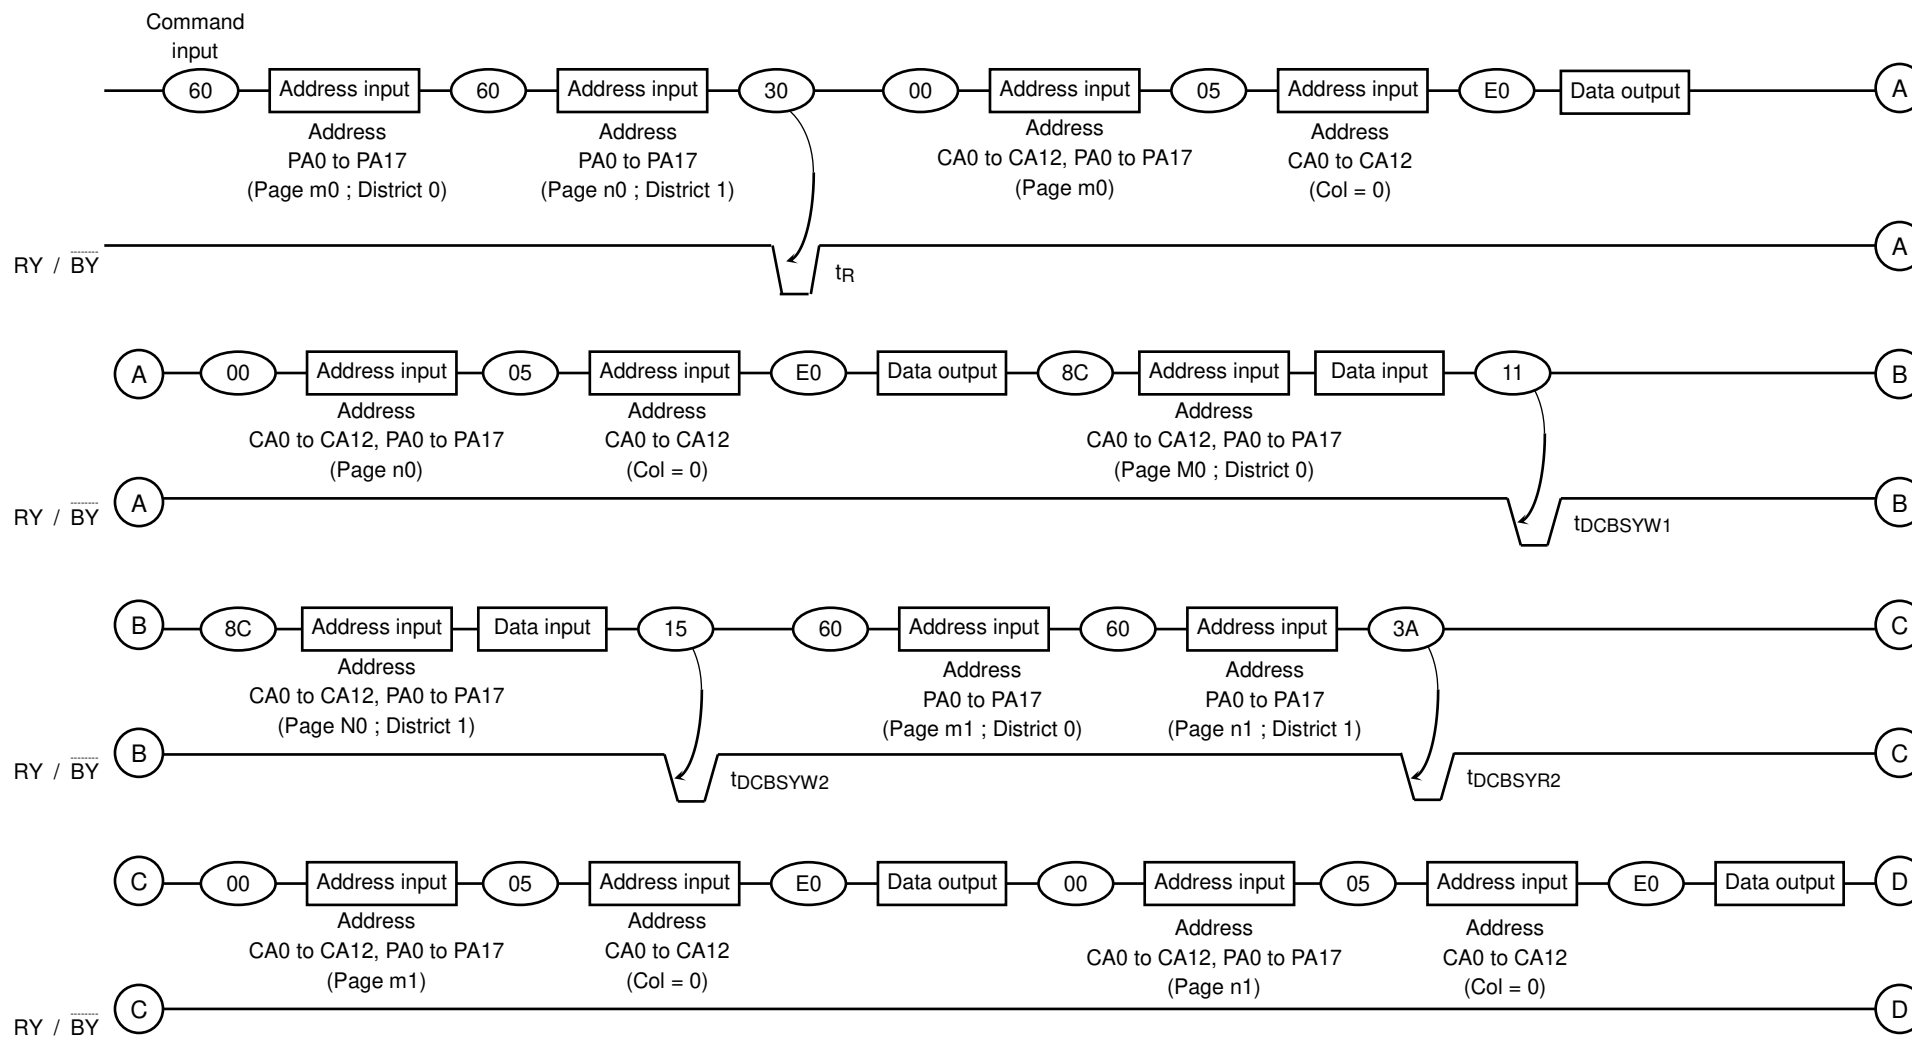 Command
input
60 Address input 60 Address input 30 00 Address input 05 Address input E0 Data output A
Address
PA0 to PA17
(Page m0 ; District 0)
Address
PA0 to PA17
(Page n0 ; District 1)
Address
CA0 to CA12, PA0 to PA17
(Page m0)
Address
CA0 to CA12
(Col = 0)
RY / BY A
tR
A 00 Address input 05 Address input E0 Data output 8C Address input Data input 11 B
Address
CA0 to CA12, PA0 to PA17
(Page n0)
Address
CA0 to CA12
(Col = 0)
Address
CA0 to CA12, PA0 to PA17
(Page M0 ; District 0)
RY / BY A B
tDCBSYW1
B 8C Address input Data input 15 60 Address input 60 Address input 3A C
Address
CA0 to CA12, PA0 to PA17
(Page N0 ; District 1)
Address
PA0 to PA17
(Page m1 ; District 0)
Address
PA0 to PA17
(Page n1 ; District 1)
RY / BY B C
tDCBSYW2 tDCBSYR2
C 00 Address input 05 Address input E0 Data output 00 Address input 05 Address input E0 Data output D
Address
CA0 to CA12, PA0 to PA17
(Page m1)
Address
CA0 to CA12
(Col = 0)
Address
CA0 to CA12, PA0 to PA17
(Page n1)
Address
CA0 to CA12
(Col = 0)
RY / BY C D